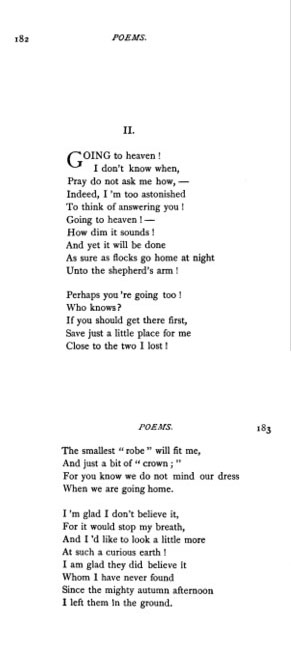 182
POEMS.
II.
GOING to heaven!
I don't know when,
Pray do not ask me how, —
Indeed, I 'm too astonished
To think of answering you!
Going to heaven! —
How dim it sounds!
And yet it will be done
As sure as flocks go home at night
Unto the shepherd's arm!
Perhaps you 're going too!
Who knows?
If you should get there first,
Save just a little place for me
Close to the two I lost!
POEMS.
183
The smallest "robe" will fit me,
And just a bit of "crown;"
For you know we do not mind our dress
When we are going home.
I 'm glad I don't believe it,
For it would stop my breath,
And I 'd like to look a little more
At such a curious earth!
I am glad they did believe it
Whom I have never found
Since the mighty autumn afternoon
I left them in the ground.